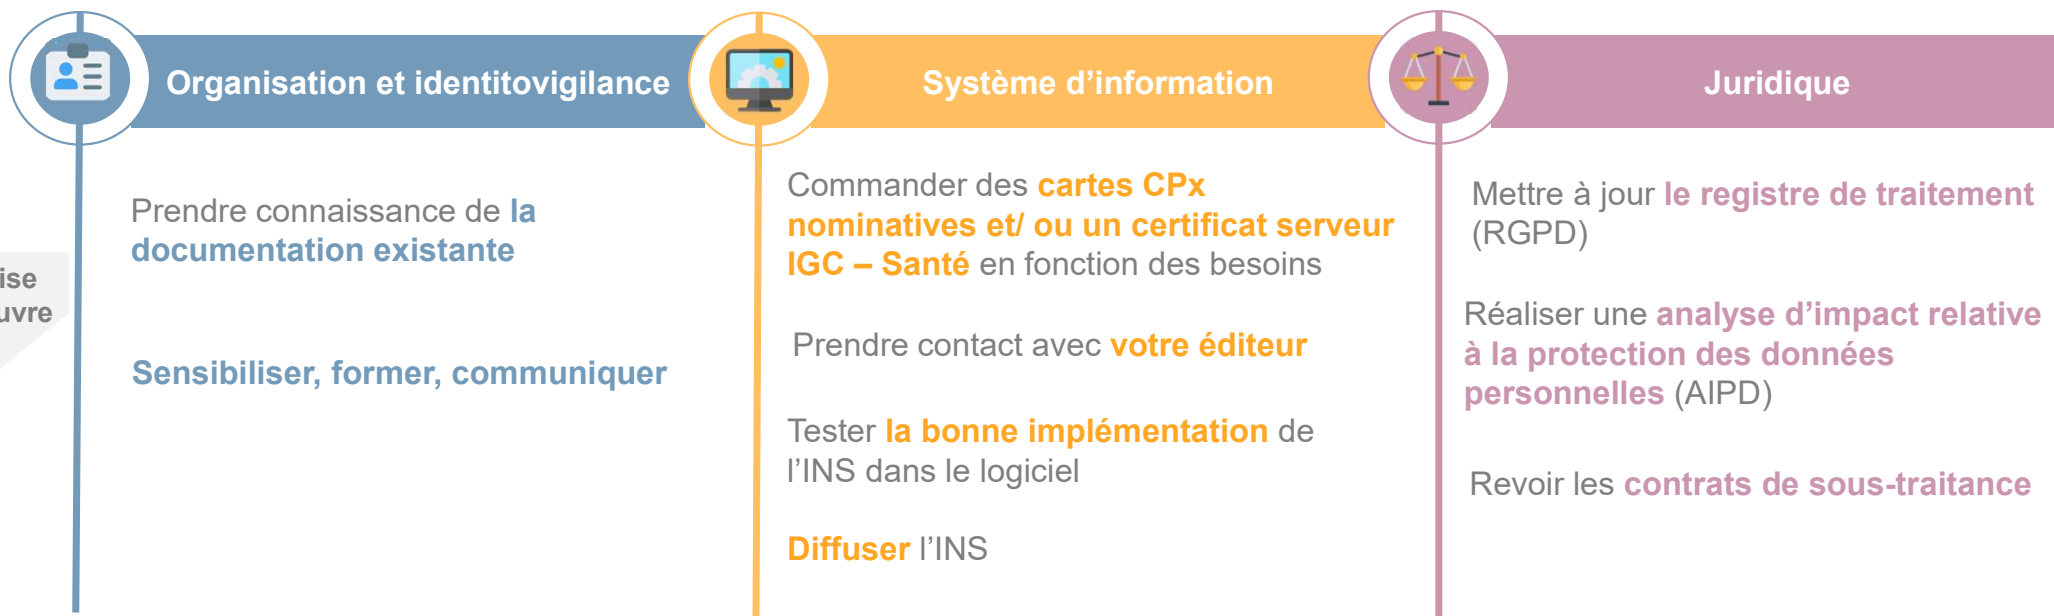 Organisation et identitovigilance
Prendre connaissance de la
documentation existante
Sensibiliser, former, communiquer
Système d’information
Commander des cartes CPx
nominatives et/ ou un certificat serveur
IGC – Santé en fonction des besoins
Prendre contact avec votre éditeur
Tester la bonne implémentation de
l’INS dans le logiciel
Diffuser l’INS
Juridique
Mettre à jour le registre de traitement
(RGPD)
Réaliser une analyse d’impact relative
à la protection des données
personnelles (AIPD)
Revoir les contrats de sous-traitance